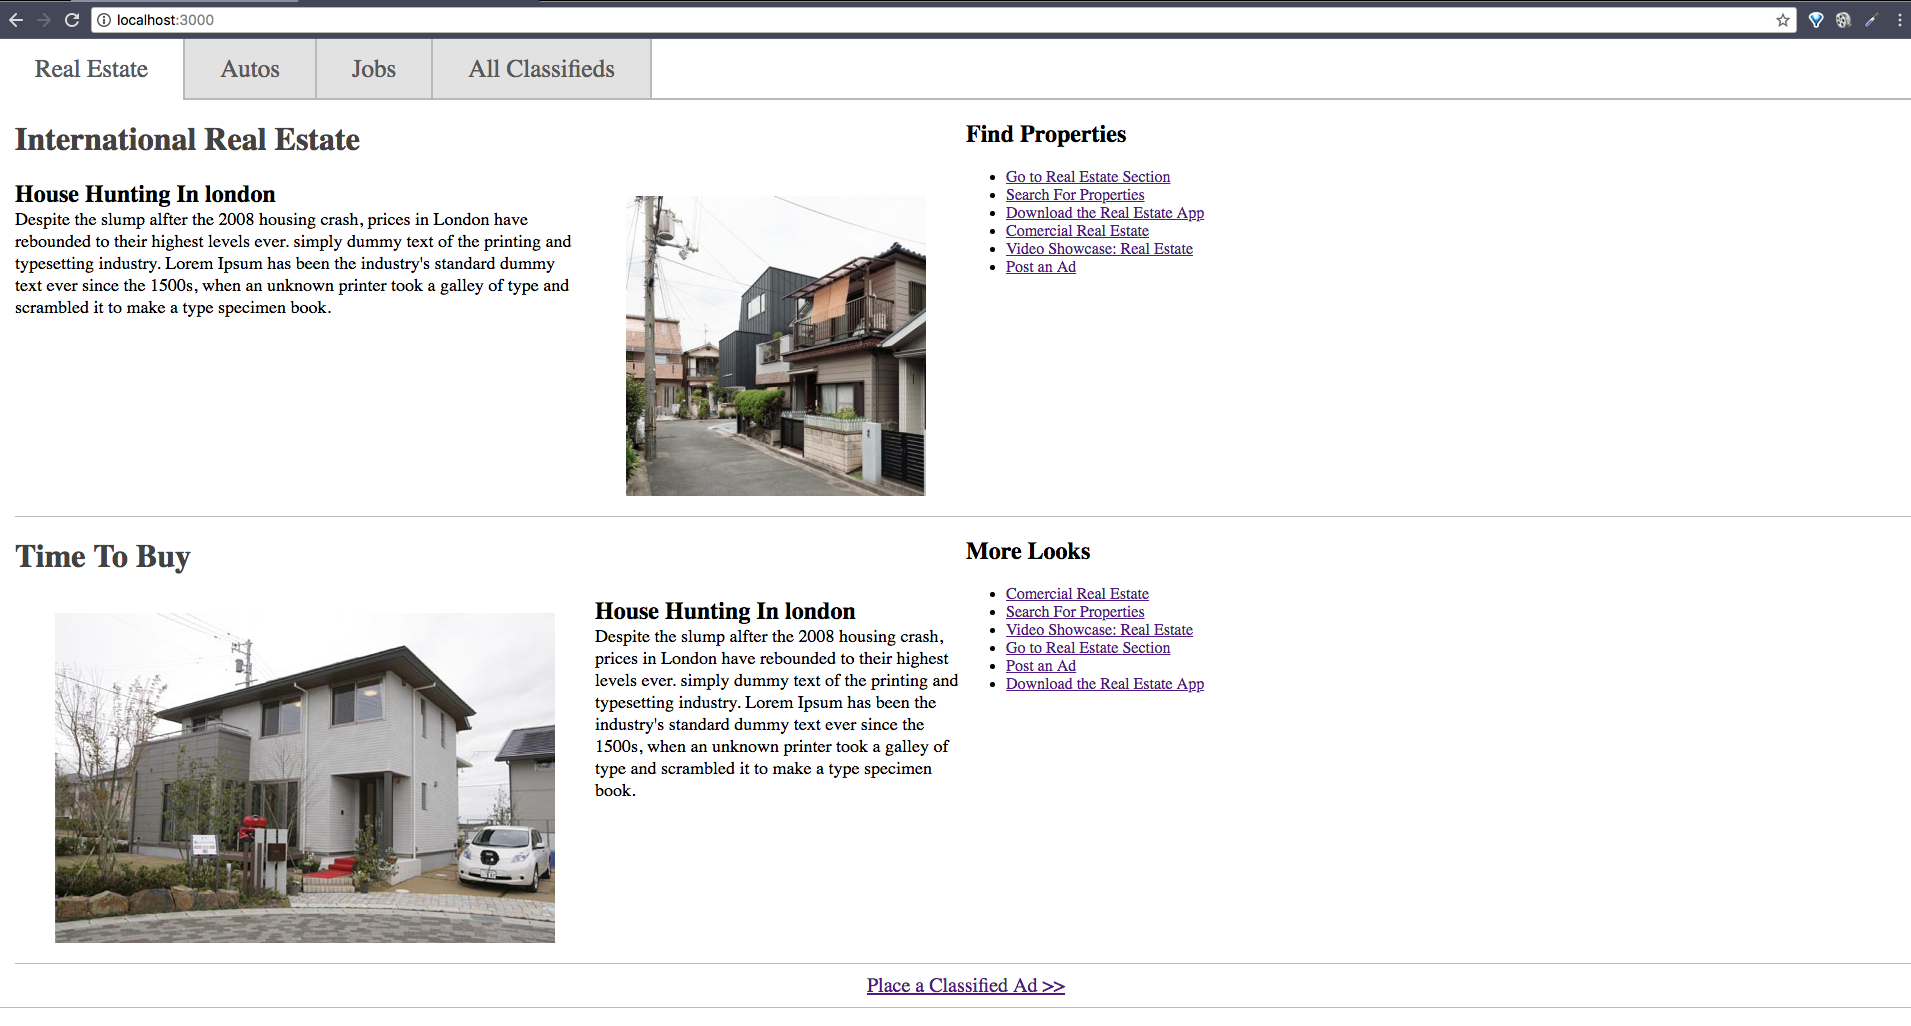 localhost:3000
Real Estate
Autos
Jobs
All Classifieds
International Real Estate
House Hunting In london
Despite the slump alfter the 2008 housing crash, prices in London have
rebounded to their highest levels ever. simply dummy text of the printing and
typesetting industry. Lorem Ipsum has been the industry's standard dummy
text ever since the 1500s, when an unknown printer took a galley of type and
scrambled it to make a type specimen book.
Find Properties
Go to Real Estate Section
Search For Properties
Download the Real Estate App
Comercial Real Estate
Video Showcase: Real Estate
Post an Ad
Time To Buy
House Hunting In london
Despite the slump alfter the 2008 housing crash,
prices in London have rebounded to their highest
levels ever. simply dummy text of the printing and
typesetting industry. Lorem Ipsum has been the
industry's standard dummy text ever since the
1500s, when an unknown printer took a galley of
type and scrambled it to make a type specimen
book.
More Looks
Comercial Real Estate
Search For Properties
Video Showcase: Real Estate
Go to Real Estate Section
Post an Ad
Download the Real Estate App
Place a Classified Ad >>